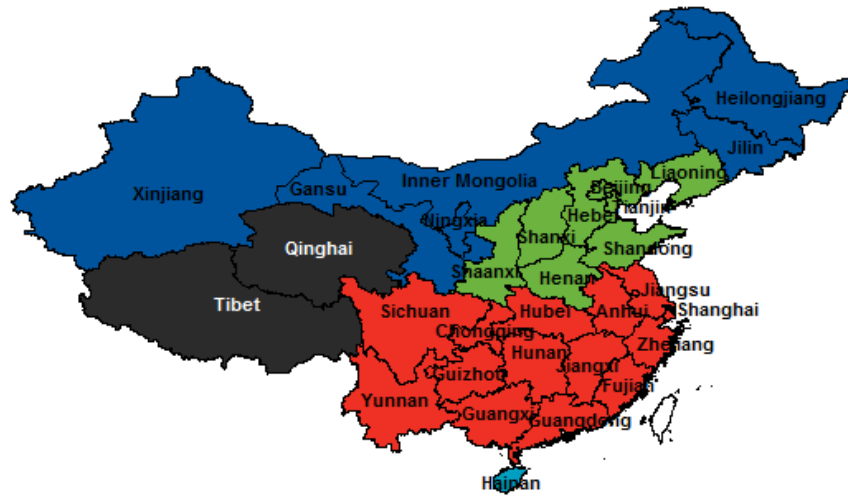 Heilongjiang
Jilin
Liaoning
Inner Mongolia
Xinjiang
Gansu
Beijing
Tianjin
Ningxia
Hebei
Shanxi
Qinghai
Shandong
Shaanxi
Henan
Tibet
Jiangsu
Sichuan
Hubei
Anhui
Shanghai
Chongqing
Hunan
Zhejiang
Jiangxi
Guizhou
Fujian
Yunnan
Guangxi
Guangdong
Hainan